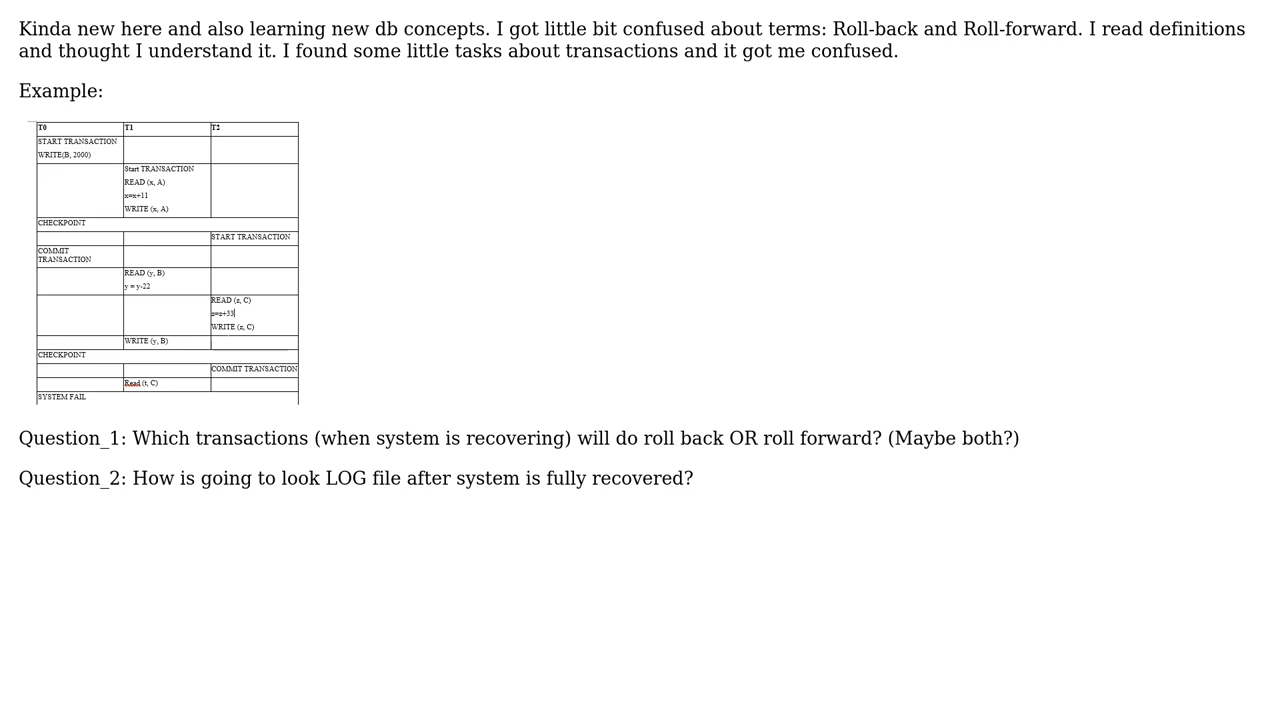 Kinda new here and also learning new db concepts. I got little bit confused about terms: Roll-back and Roll-forward. I read definitions
and thought I understand it. I found some little tasks about transactions and it got me confused.
Example:
T0 T1 T2
START TRANSACTION
WRITE(B, 2000)
Start TRANSACTION
READ (x, A)
x=x+11
WRITE (x, A)
CHECKPOINT
START TRANSACTION
COMMIT
TRANSACTION
READ (y, B)
y = y-22
READ (z, C)
z=z+33
WRITE (z, C)
WRITE (y, B)
CHECKPOINT
COMMIT TRANSACTION
Read (t, C)
SYSTEM FAIL
Question_1: Which transactions (when system is recovering) will do roll back OR roll forward? (Maybe both?)
Question_2: How is going to look LOG file after system is fully recovered?